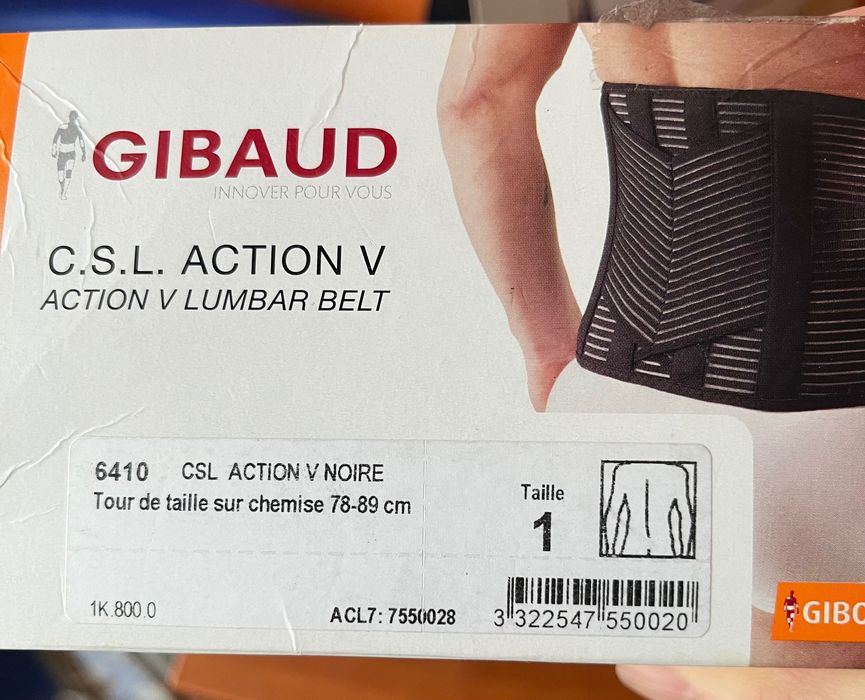 GIBAUD
INNOVER POUR VOUS
C.S.L. ACTION V
ACTION V LUMBAR BELT
6410 CSL ACTION V NOIRE
Tour de taille sur chemise 78-89 cm
Taille
1
1K.800.0
ACL7: 7550028
3 322547 550020
GIBO